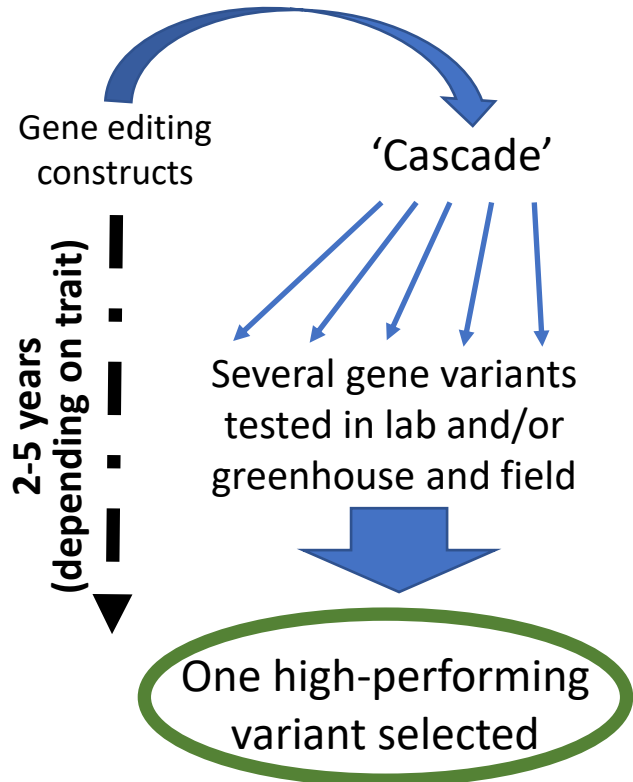 Gene editing
constructs
‘Cascade’
2-5 years
(depending on trait)
Several gene variants
tested in lab and/or
greenhouse and field
One high-performing
variant selected